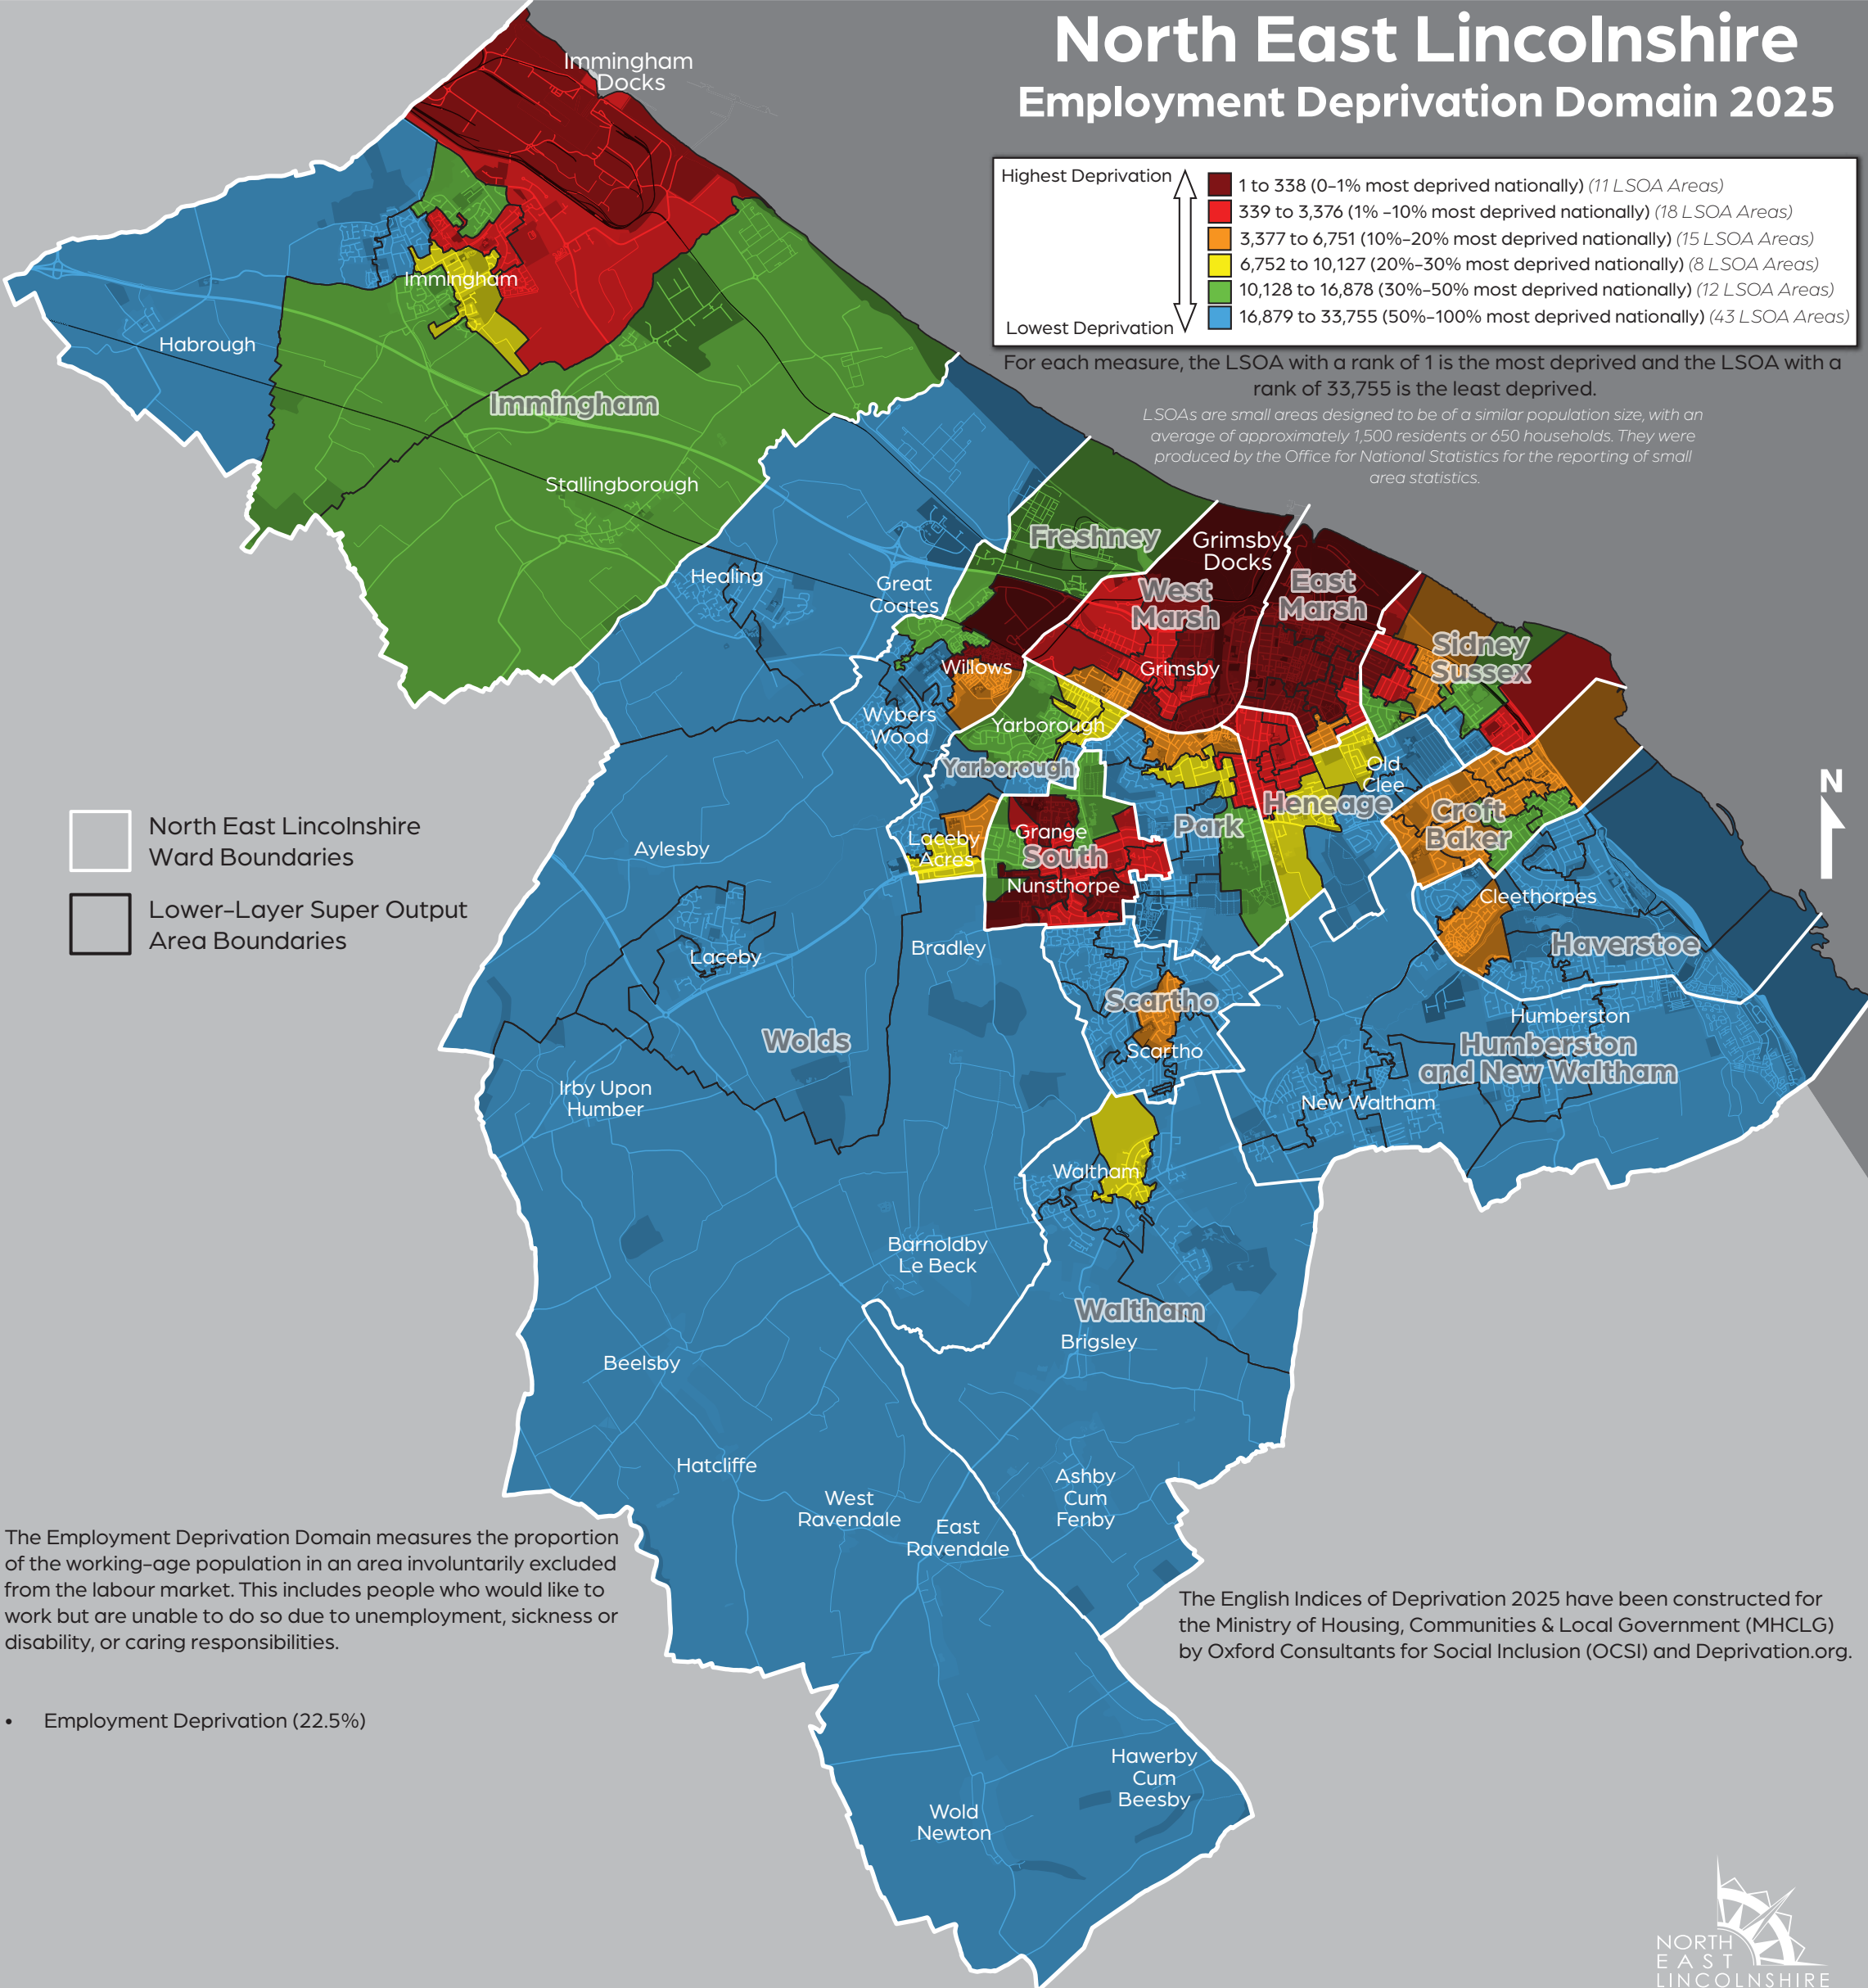 North East Lincolnshire
Employment Deprivation Domain 2025
Highest Deprivation
Lowest Deprivation
1 to 338 (0-1% most deprived nationally) (11 LSOA Areas)
339 to 3,376 (1% -10% most deprived nationally) (18 LSOA Areas)
3,377 to 6,751 (10%-20% most deprived nationally) (15 LSOA Areas)
6,752 to 10,127 (20%-30% most deprived nationally) (8 LSOA Areas)
10,128 to 16,878 (30%-50% most deprived nationally) (12 LSOA Areas)
16,879 to 33,755 (50%-100% most deprived nationally) (43 LSOA Areas)
For each measure, the LSOA with a rank of 1 is the most deprived and the LSOA with a
rank of 33,755 is the least deprived.
LSOAs are small areas designed to be of a similar population size, with an
average of approximately 1,500 residents or 650 households. They were
produced by the Office for National Statistics for the reporting of small
area statistics.
Immingham
Docks
Immingham
Habrough
Immingham
Stallingborough
Healing
Great
Coates
Freshney
Grimsby
Docks
West
Marsh
East
Marsh
Sidney
Sussex
Willows
Grimsby
Wybers
Wood
Yarborough
Yarborough
Old
Clee
Heneage
Croft
Baker
Park
Grange
South
Nunsthorpe
Laceby
Acres
Aylesby
Laceby
Bradley
Cleethorpes
Haverstoe
Scartho
Scartho
Humberston
Humberston
and New Waltham
New Waltham
Wolds
Irby Upon
Humber
Waltham
Barnoldby
Le Beck
Waltham
Brigsley
Beelsby
Hatcliffe
West
Ravendale
East
Ravendale
Ashby
Cum
Fenby
Hawerby
Cum
Beesby
Wold
Newton
N
North East Lincolnshire
Ward Boundaries
Lower-Layer Super Output
Area Boundaries
The Employment Deprivation Domain measures the proportion
of the working-age population in an area involuntarily excluded
from the labour market. This includes people who would like to
work but are unable to do so due to unemployment, sickness or
disability, or caring responsibilities.
• Employment Deprivation (22.5%)
The English Indices of Deprivation 2025 have been constructed for
the Ministry of Housing, Communities & Local Government (MHCLG)
by Oxford Consultants for Social Inclusion (OCSI) and Deprivation.org.
NORTH
EAST
LINCOLNSHIRE